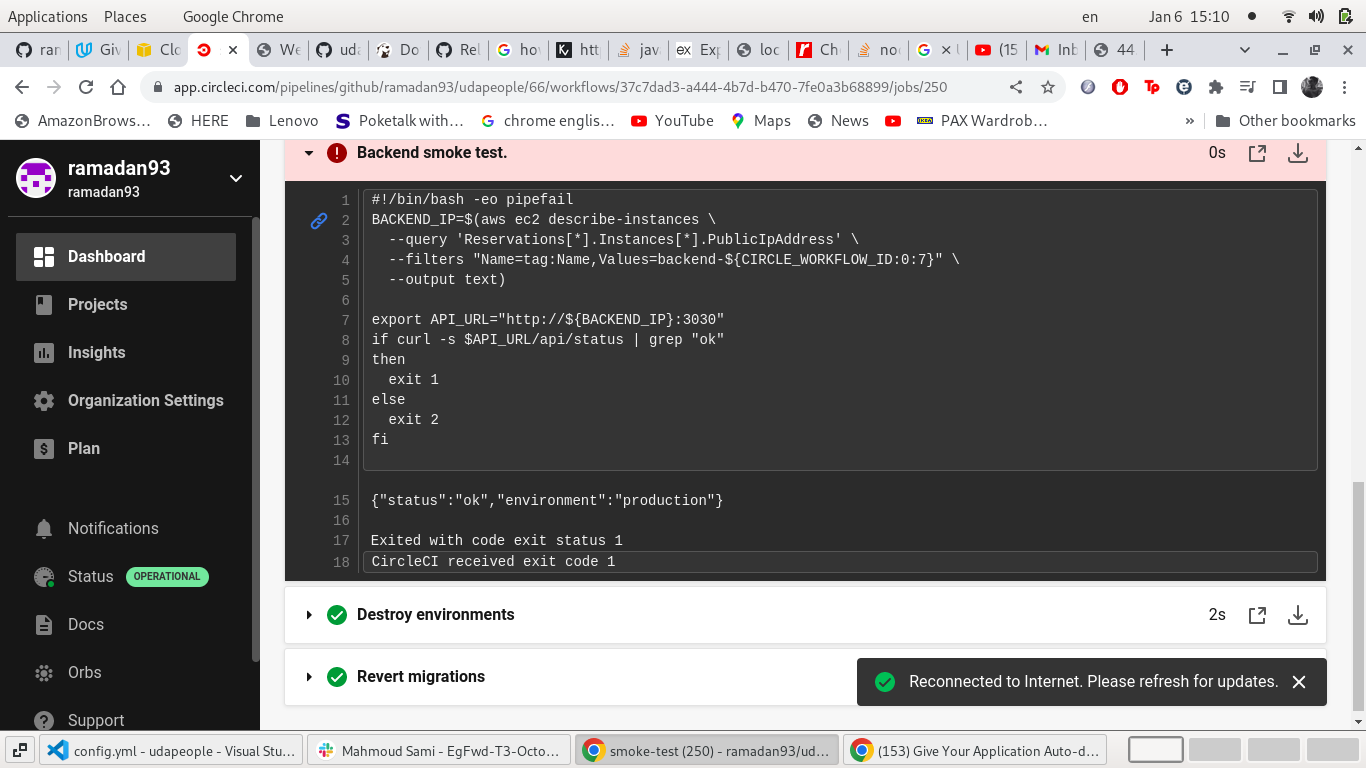 Applications Places Google Chrome en Jan 6 15:10
ran Giv Clo We uda Do Rel hov htt jav Exp loc Che noc × U (15 Inb 44.
app.circleci.com/pipelines/github/ramadan93/udapeople/66/workflows/37c7dad3-a444-4b7d-b470-7fe0a3b68899/jobs/250
AmazonBrows… HERE Lenovo Poketalk with… chrome englis… YouTube Maps News PAX Wardrob… » Other bookmarks
ramadan93
ramadan93
Dashboard
Projects
Insights
Organization Settings
Plan
Notifications
Status OPERATIONAL
Docs
Orbs
Support
Backend smoke test. 0s
1 #!/bin/bash -eo pipefail
2 BACKEND_IP=$(aws ec2 describe-instances \
3 --query 'Reservations[*].Instances[*].PublicIpAddress' \
4 --filters "Name=tag:Name,Values=backend-${CIRCLE_WORKFLOW_ID:0:7}" \
5 --output text)
6
7 export API_URL="http://${BACKEND_IP}:3030"
8 if curl -s $API_URL/api/status | grep "ok"
9 then
10 exit 1
11 else
12 exit 2
13 fi
14
15 {"status":"ok","environment":"production"}
16
17 Exited with code exit status 1
18 CircleCI received exit code 1
Destroy environments 2s
Revert migrations
Reconnected to Internet. Please refresh for updates.
config.yml - udapeople - Visual Stu… Mahmoud Sami - EgFwd-T3-Octo… smoke-test (250) - ramadan93/ud… (153) Give Your Application Auto-d…